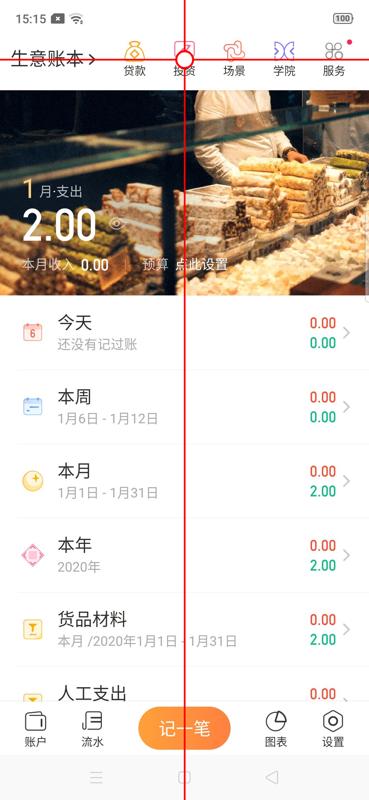 15:15
100
生意账本
贷款 投资 场景 学院 服务
1月·支出
2.00
本月收入 0.00 预算 点此设置
6
今天
还没有记过账
0.00
0.00
本周
1月6日 - 1月12日
0.00
0.00
本月
1月1日 - 1月31日
0.00
2.00
本年
2020年
0.00
2.00
货品材料
本月 /2020年1月1日 - 1月31日
0.00
2.00
人工支出
0.00
账户 流水 记一笔 图表 设置